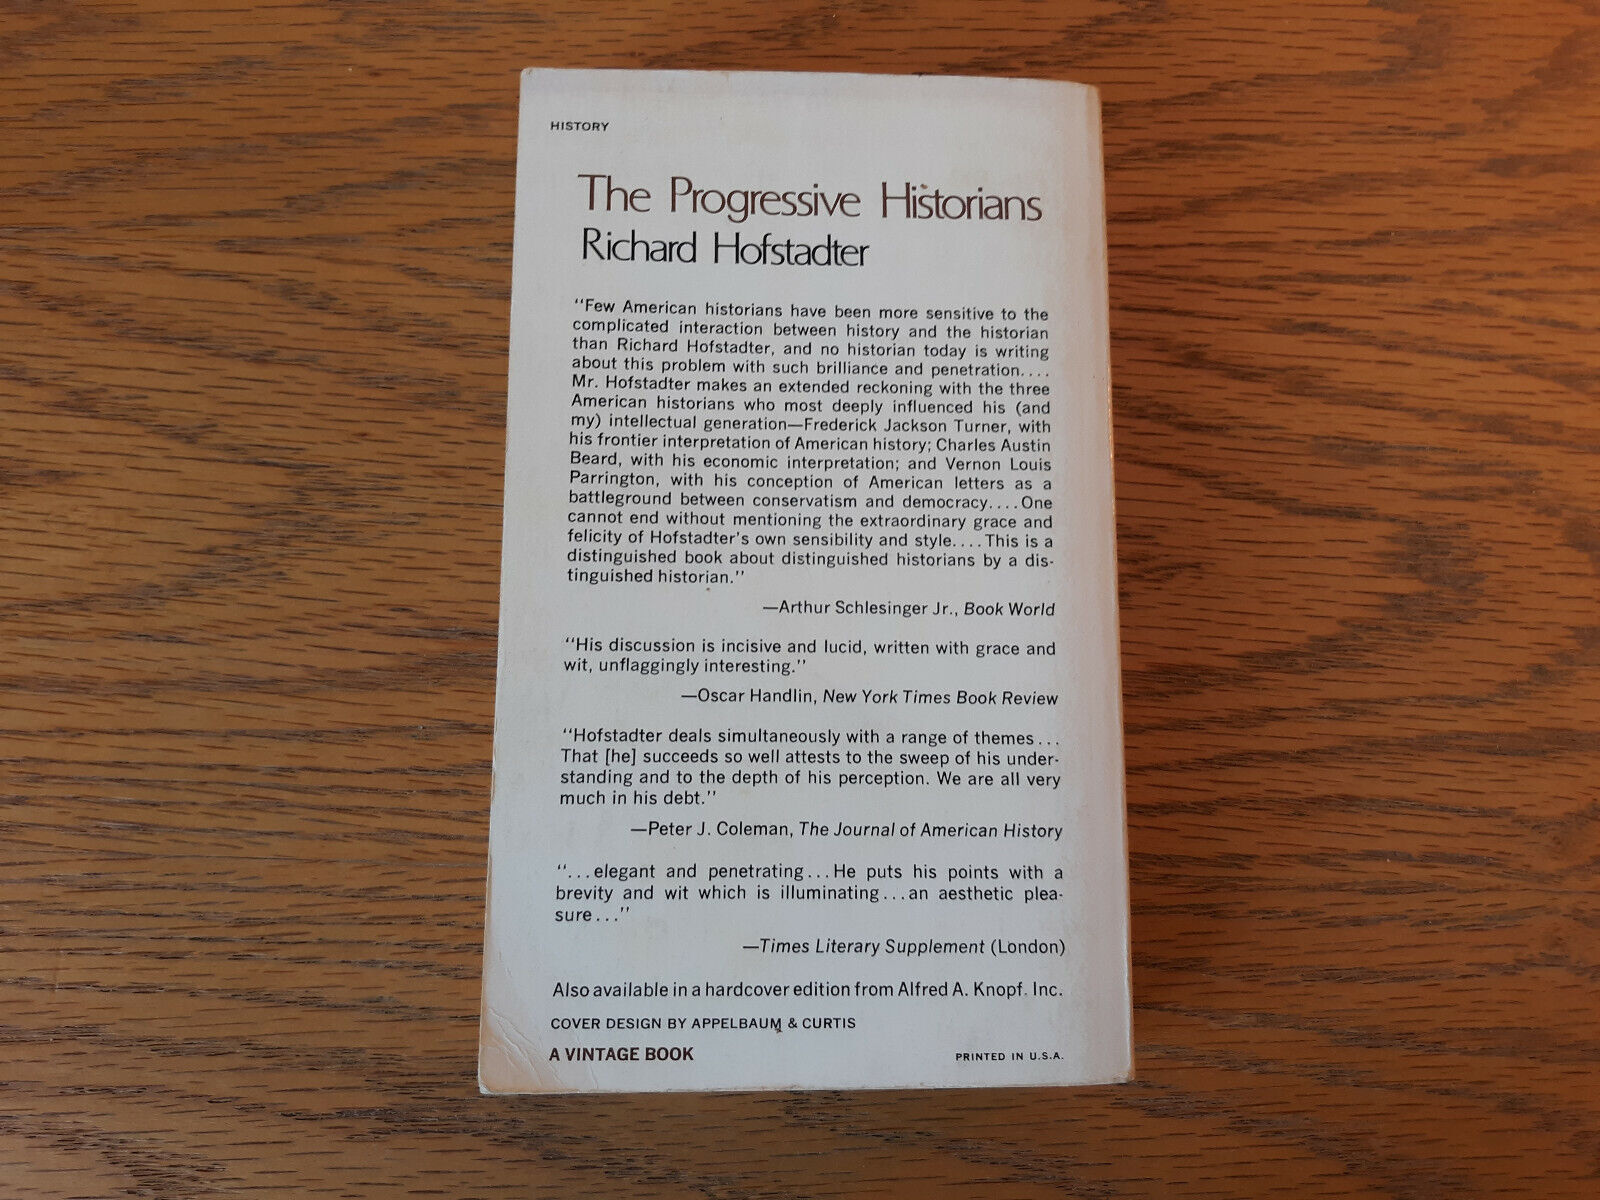 HISTORY
The Progressive Historians
Richard Hofstadter
"Few American historians have been more sensitive to the
complicated interaction between history and the historian
than Richard Hofstadter, and no historian today is writing
about this problem with such brilliance and penetration....
Mr. Hofstadter makes an extended reckoning with the three
American historians who most deeply influenced his (and
my) intellectual generation—Frederick Jackson Turner, with
his frontier interpretation of American history; Charles Austin
Beard, with his economic interpretation; and Vernon Louis
Parrington, with his conception of American letters as a
battleground between conservatism and democracy....One
cannot end without mentioning the extraordinary grace and
felicity of Hofstadter's own sensibility and style....This is a
distinguished book about distinguished historians by a dis-
tinguished historian."
—Arthur Schlesinger Jr., Book World
"His discussion is incisive and lucid, written with grace and
wit, unflaggingly interesting."
—Oscar Handlin, New York Times Book Review
"Hofstadter deals simultaneously with a range of themes...
That [he] succeeds so well attests to the sweep of his under-
standing and to the depth of his perception. We are all very
much in his debt."
—Peter J. Coleman, The Journal of American History
"...elegant and penetrating...He puts his points with a
brevity and wit which is illuminating...an aesthetic plea-
sure..."
—Times Literary Supplement (London)
Also available in a hardcover edition from Alfred A. Knopf. Inc.
COVER DESIGN BY APPELBAUM & CURTIS
A VINTAGE BOOK
PRINTED IN U.S.A.